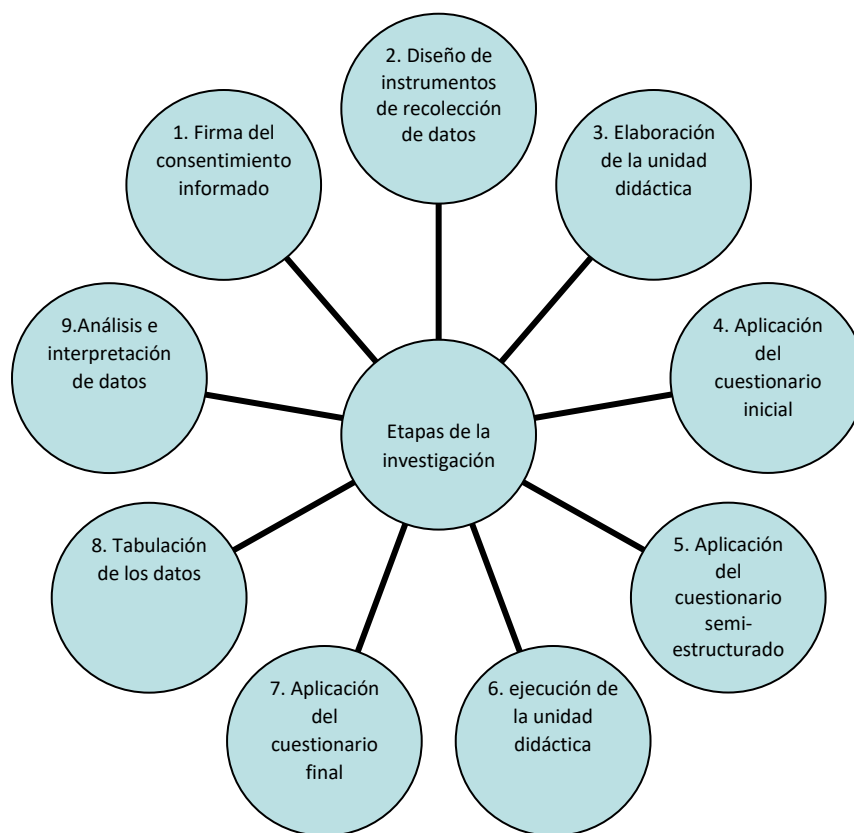 1. Firma del
consentimiento
informado
2. Diseño de
instrumentos
de recolección
de datos
3. Elaboración
de la unidad
didáctica
4. Aplicación
del
cuestionario
inicial
5. Aplicación
del
cuestionario
semi-
estructurado
6. ejecución de
la unidad
didáctica
7. Aplicación
del
cuestionario
final
8. Tabulación
de los datos
9.Análisis e
interpretación
de datos
Etapas de la
investigación